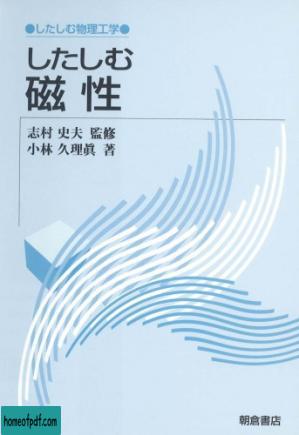 ●したしむ物理工学●
したしむ
磁性
志村 史夫 監修
小林 久理眞 著
朝倉書店
homeofpdf.com